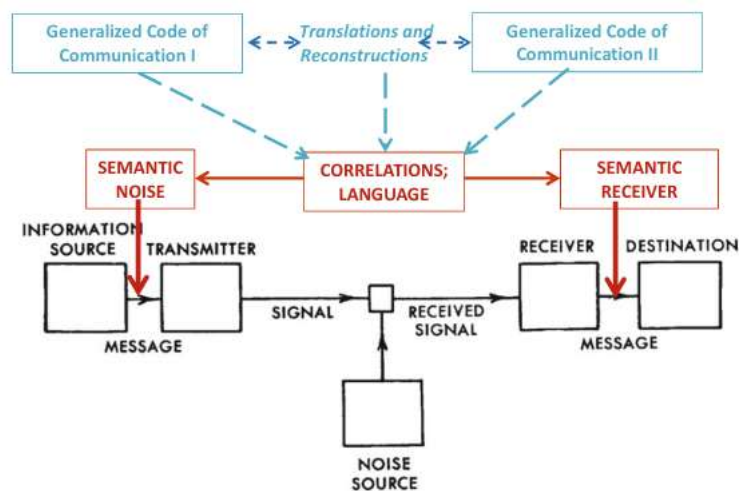 Generalized Code of
Communication I
Translations and
Reconstructions
Generalized Code of
Communication II
SEMANTIC
NOISE
CORRELATIONS;
LANGUAGE
SEMANTIC
RECEIVER
INFORMATION
SOURCE
TRANSMITTER
RECEIVER
DESTINATION
SIGNAL
RECEIVED
SIGNAL
MESSAGE
MESSAGE
NOISE
SOURCE